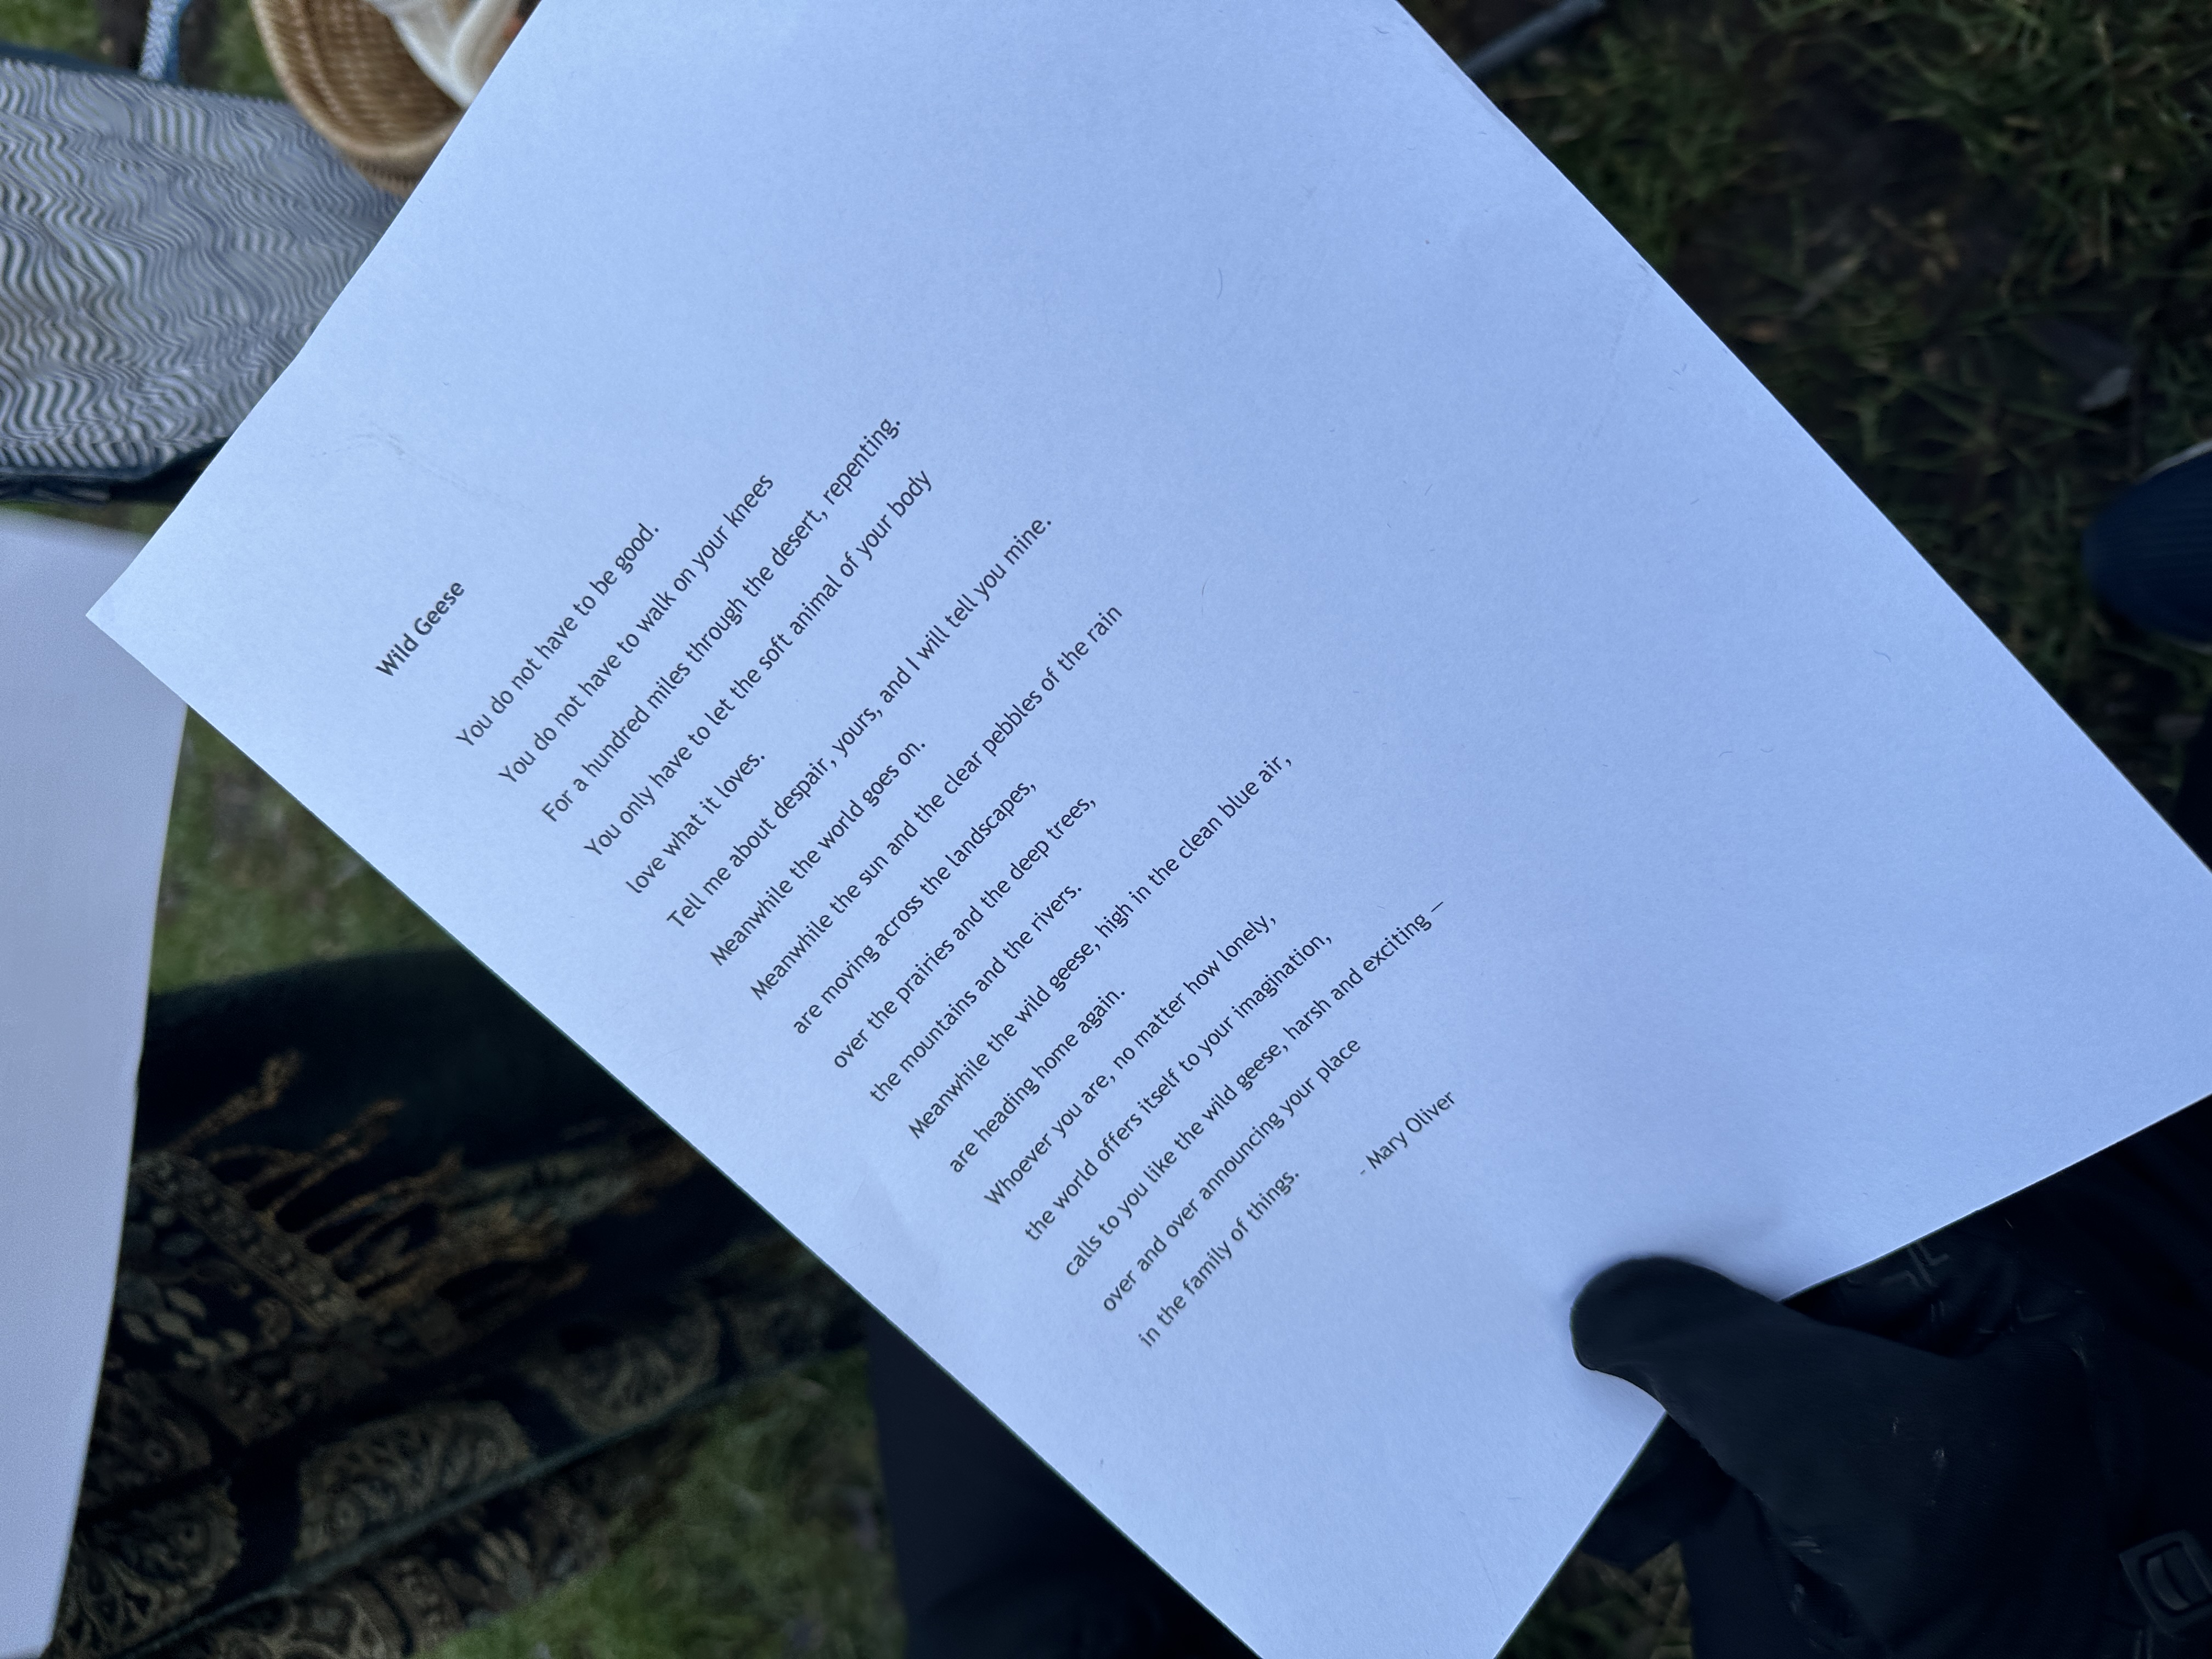 Wild Geese
You do not have to be good.
You do not have to walk on your knees
For a hundred miles through the desert, repenting.
You only have to let the soft animal of your body
love what it loves.
Tell me about despair, yours, and I will tell you mine.
Meanwhile the world goes on.
Meanwhile the sun and the clear pebbles of the rain
are moving across the landscapes,
over the prairies and the deep trees,
the mountains and the rivers.
Meanwhile the wild geese, high in the clean blue air,
are heading home again.
Whoever you are, no matter how lonely,
the world offers itself to your imagination,
calls to you like the wild geese, harsh and exciting –
over and over announcing your place
in the family of things.
- Mary Oliver